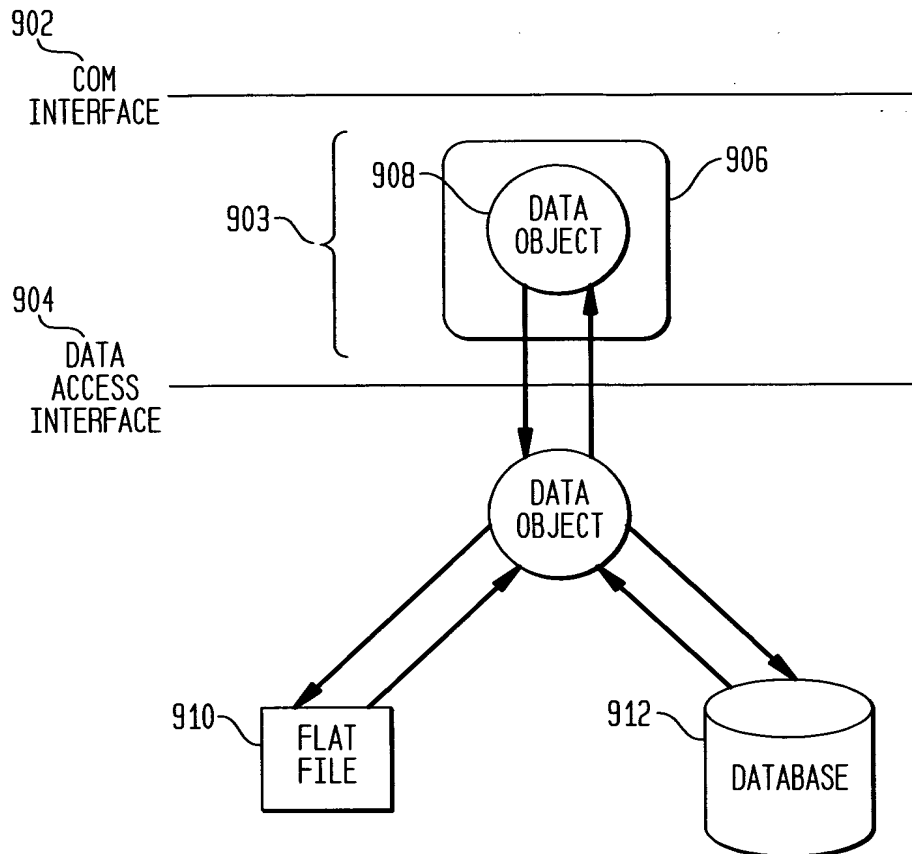 902
COM
INTERFACE
903
908
DATA
OBJECT
906
904
DATA
ACCESS
INTERFACE
DATA
OBJECT
910
FLAT
FILE
912
DATABASE